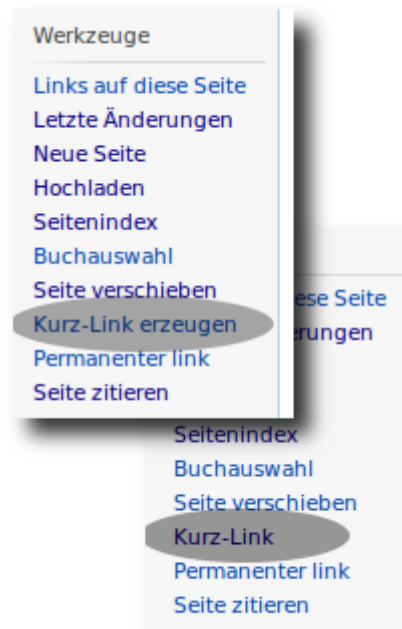 Werkzeuge
Links auf diese Seite
Letzte Änderungen
Neue Seite
Hochladen
Seitenindex
Buchauswahl
Seite verschieben
Kurz-Link erzeugen
Permanenter link
Seite zitieren
ese Seite
erungen
Seitenindex
Buchauswahl
Seite verschieben
Kurz-Link
Permanenter link
Seite zitieren